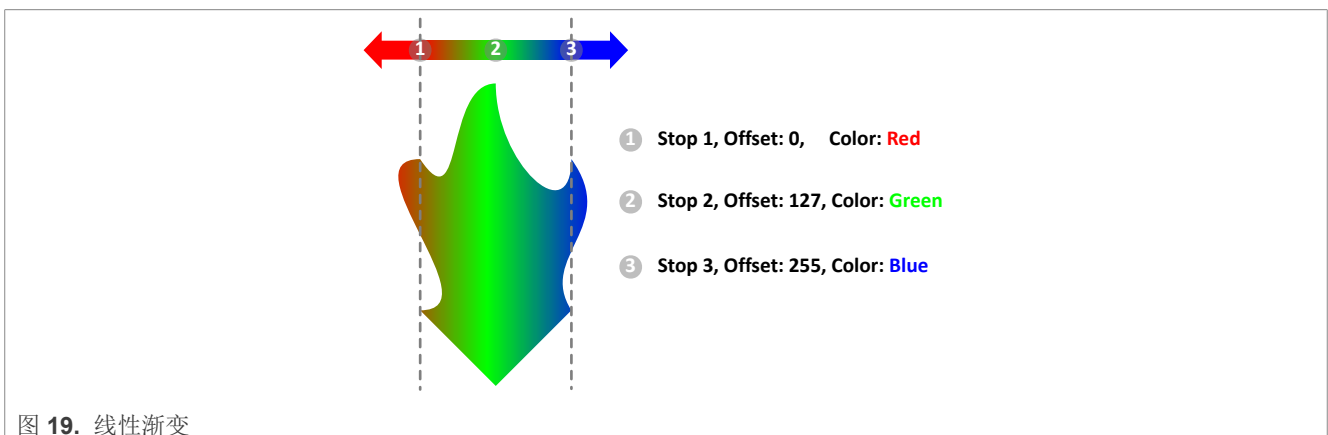 1 2 3
1 Stop 1, Offset: 0, Color: Red
2 Stop 2, Offset: 127, Color: Green
3 Stop 3, Offset: 255, Color: Blue
图 19. 线性渐变